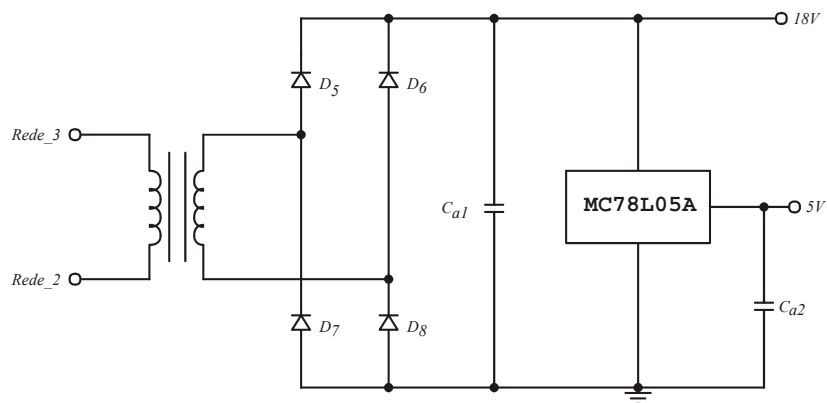 18V
D5
D6
Rede_3
Ca1
MC78L05A
5V
Rede_2
Ca2
D7
D8